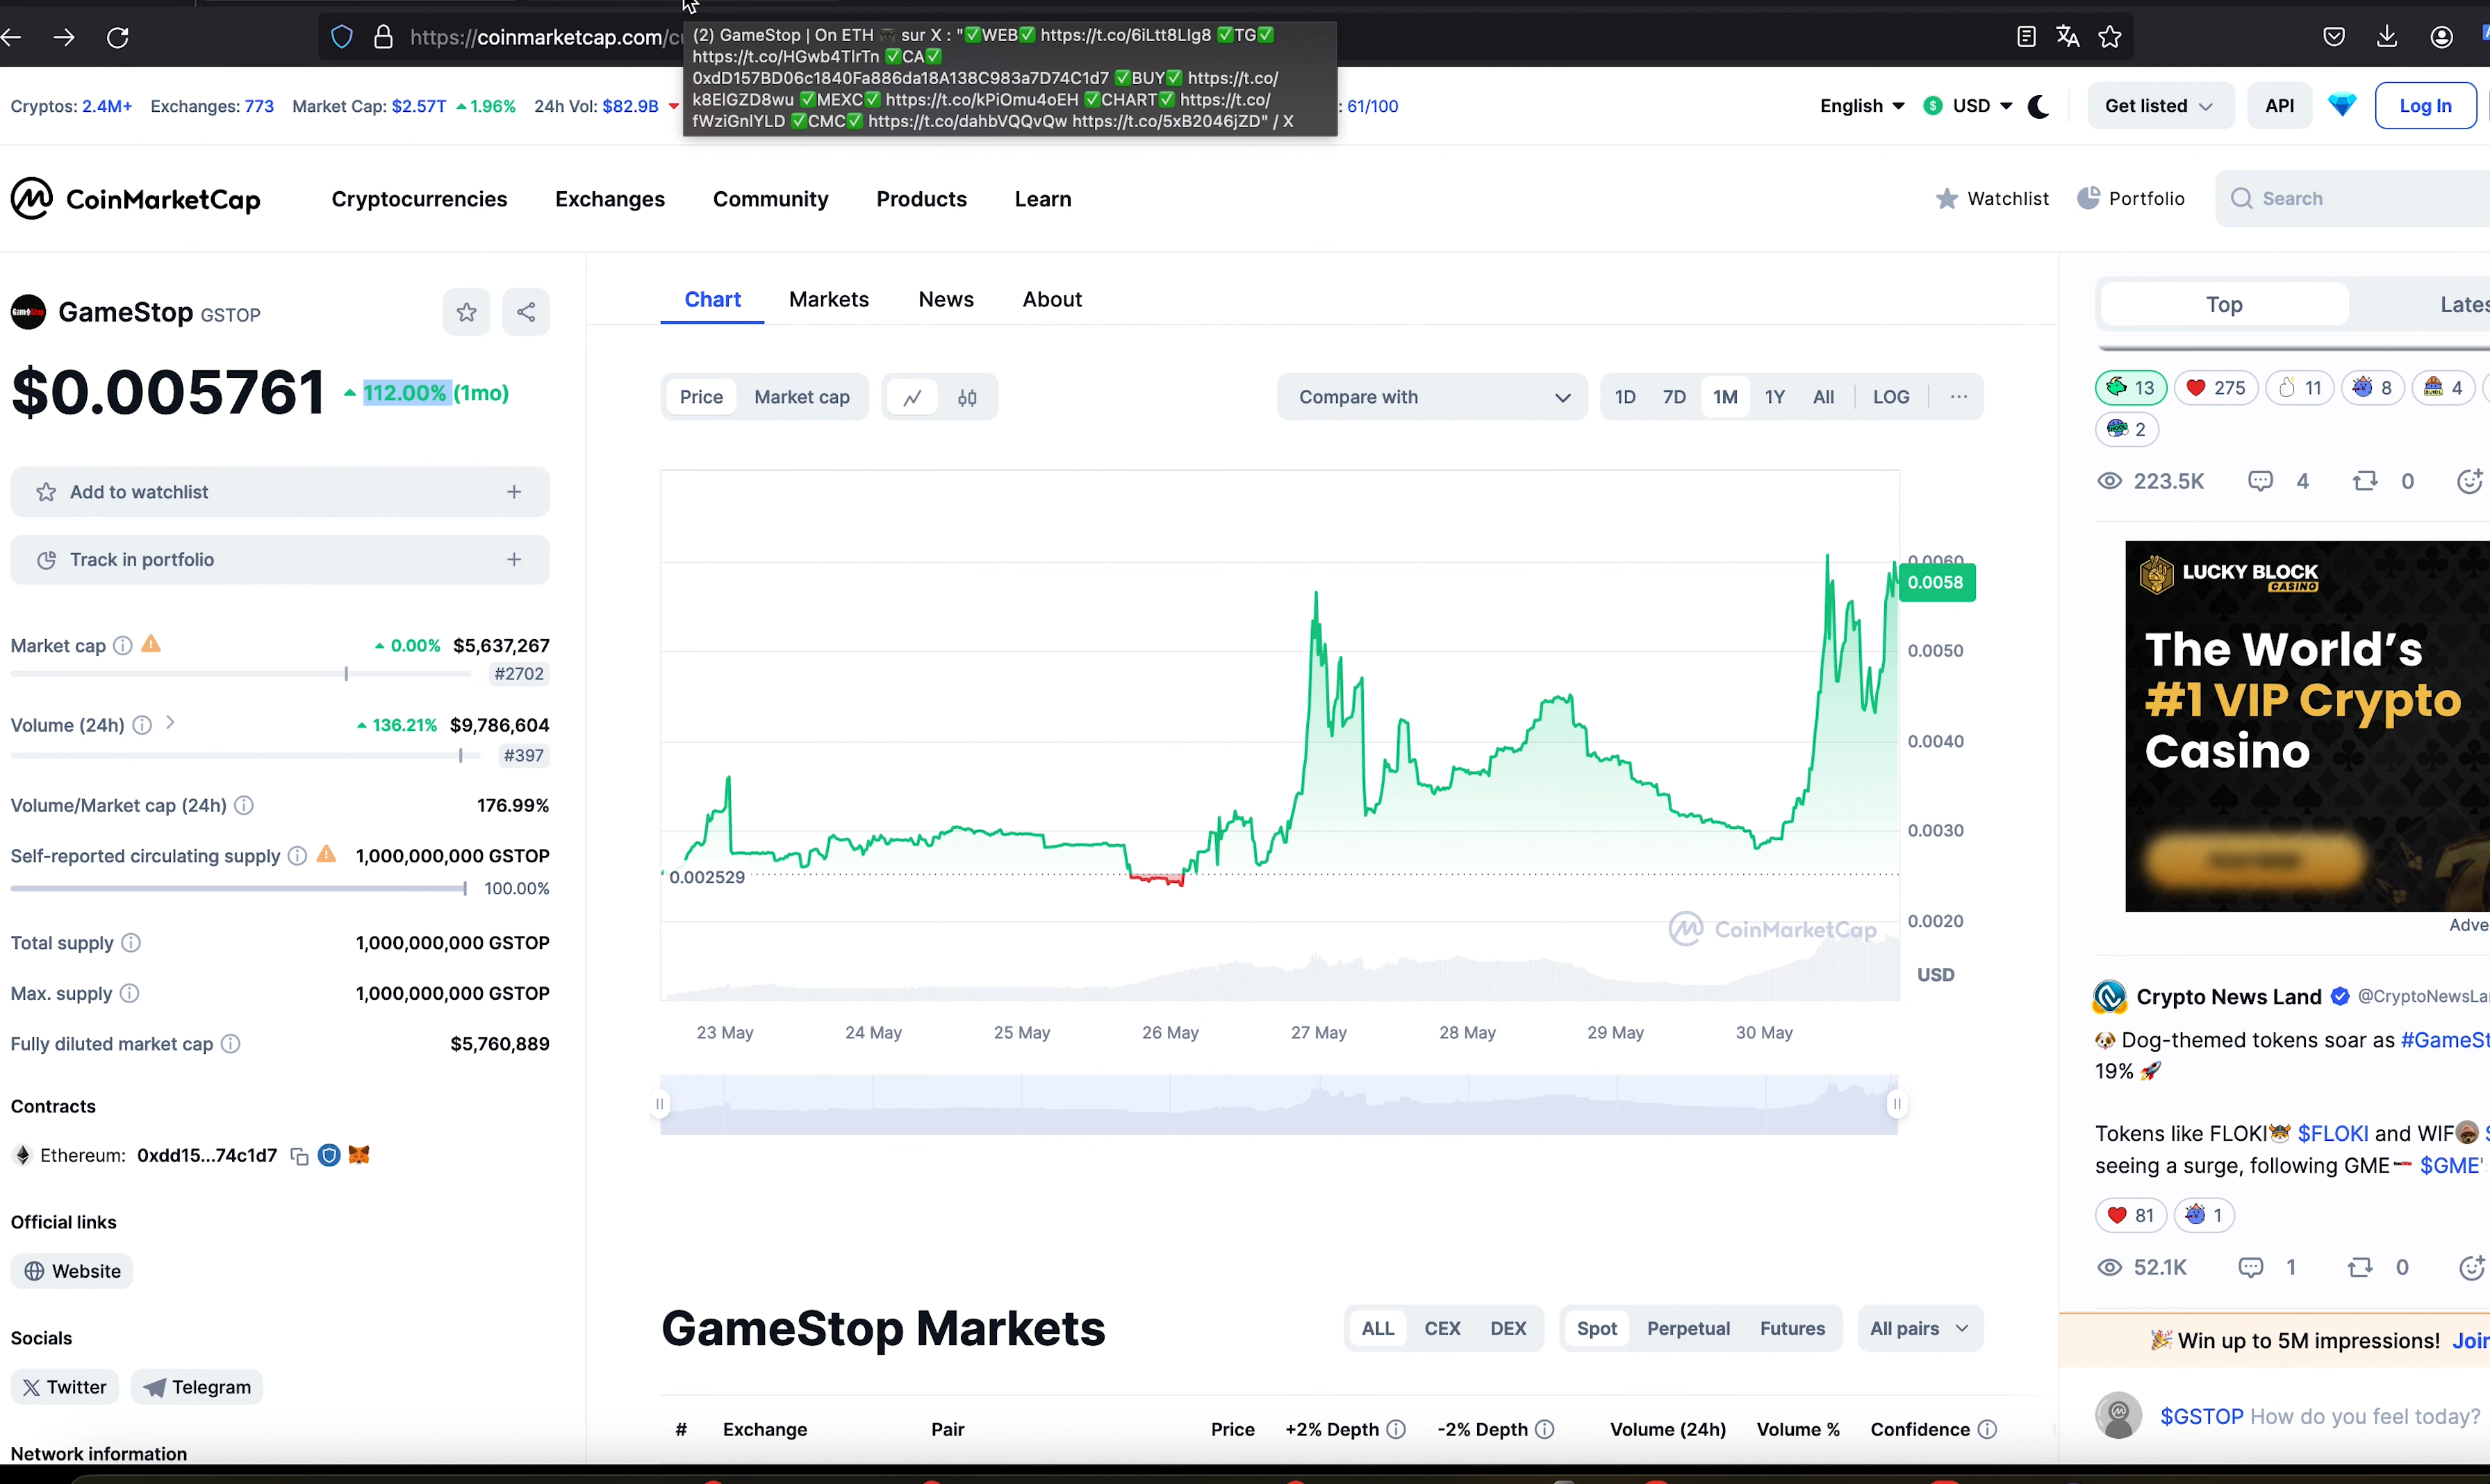 https://coinmarketcap.com/cu
(2) GameStop | On ETH 🎮 sur X : "✅WEB✅ https://t.co/6iLtt8LIg8 ✅TG✅
https://t.co/HGwb4TlrTn ✅CA✅
0xdD157BD06c1840Fa886da18A138C983a7D74C1d7 ✅BUY✅ https://t.co/
k8ElGZD8wu ✅MEXC✅ https://t.co/kPiOmu4oEH ✅CHART✅ https://t.co/
fWziGnlYLD ✅CMC✅ https://t.co/dahbVQQvQw https://t.co/5xB2046jZD" / X
Cryptos: 2.4M+ Exchanges: 773 Market Cap: $2.57T 1.96% 24h Vol: $82.9B : 61/100 English USD Get listed API Log In
CoinMarketCap Cryptocurrencies Exchanges Community Products Learn Watchlist Portfolio Search
GameStop GSTOP
$0.005761 112.00% (1mo)
Add to watchlist +
Track in portfolio +
Market cap 0.00% $5,637,267
#2702
Volume (24h) 136.21% $9,786,604
#397
Volume/Market cap (24h) 176.99%
Self-reported circulating supply 1,000,000,000 GSTOP
100.00%
Total supply 1,000,000,000 GSTOP
Max. supply 1,000,000,000 GSTOP
Fully diluted market cap $5,760,889
Contracts
Ethereum: 0xdd15...74c1d7
Official links
Website
Socials
Twitter Telegram
Network information
Chart Markets News About
Price Market cap Compare with 1D 7D 1M 1Y All LOG ...
0.0060
0.0058
0.0050
0.0040
0.0030
0.002529
0.0020
CoinMarketCap
USD
23 May 24 May 25 May 26 May 27 May 28 May 29 May 30 May
GameStop Markets ALL CEX DEX Spot Perpetual Futures All pairs
# Exchange Pair Price +2% Depth -2% Depth Volume (24h) Volume % Confidence
Top Lates
13 275 11 8 4
2
223.5K 4 0
LUCKY BLOCK
CASINO
The World's
#1 VIP Crypto
Casino
Adve
Crypto News Land @CryptoNewsLa
🐶 Dog-themed tokens soar as #GameSt
19% 🚀
Tokens like FLOKI $FLOKI and WIF
seeing a surge, following GME $GME'
81 1
52.1K 1 0
🎉 Win up to 5M impressions! Join
$GSTOP How do you feel today?